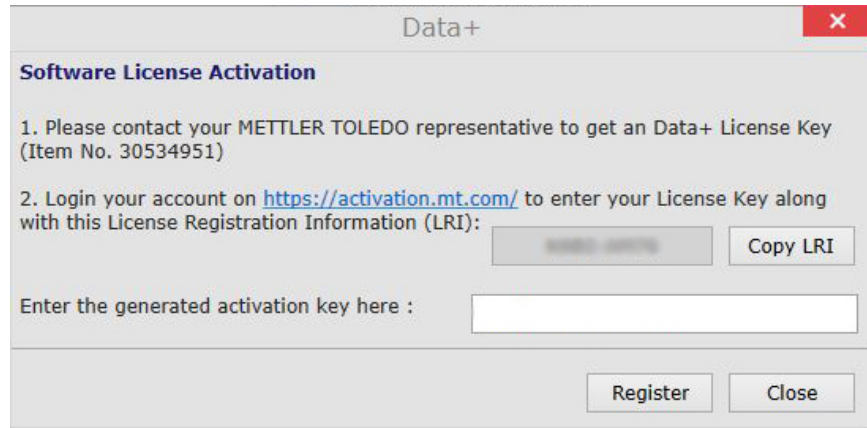 Data+
Software License Activation
1. Please contact your METTLER TOLEDO representative to get an Data+ License Key
(Item No. 30534951)
2. Login your account on https://activation.mt.com/ to enter your License Key along
with this License Registration Information (LRI):
Copy LRI
Enter the generated activation key here :
Register
Close